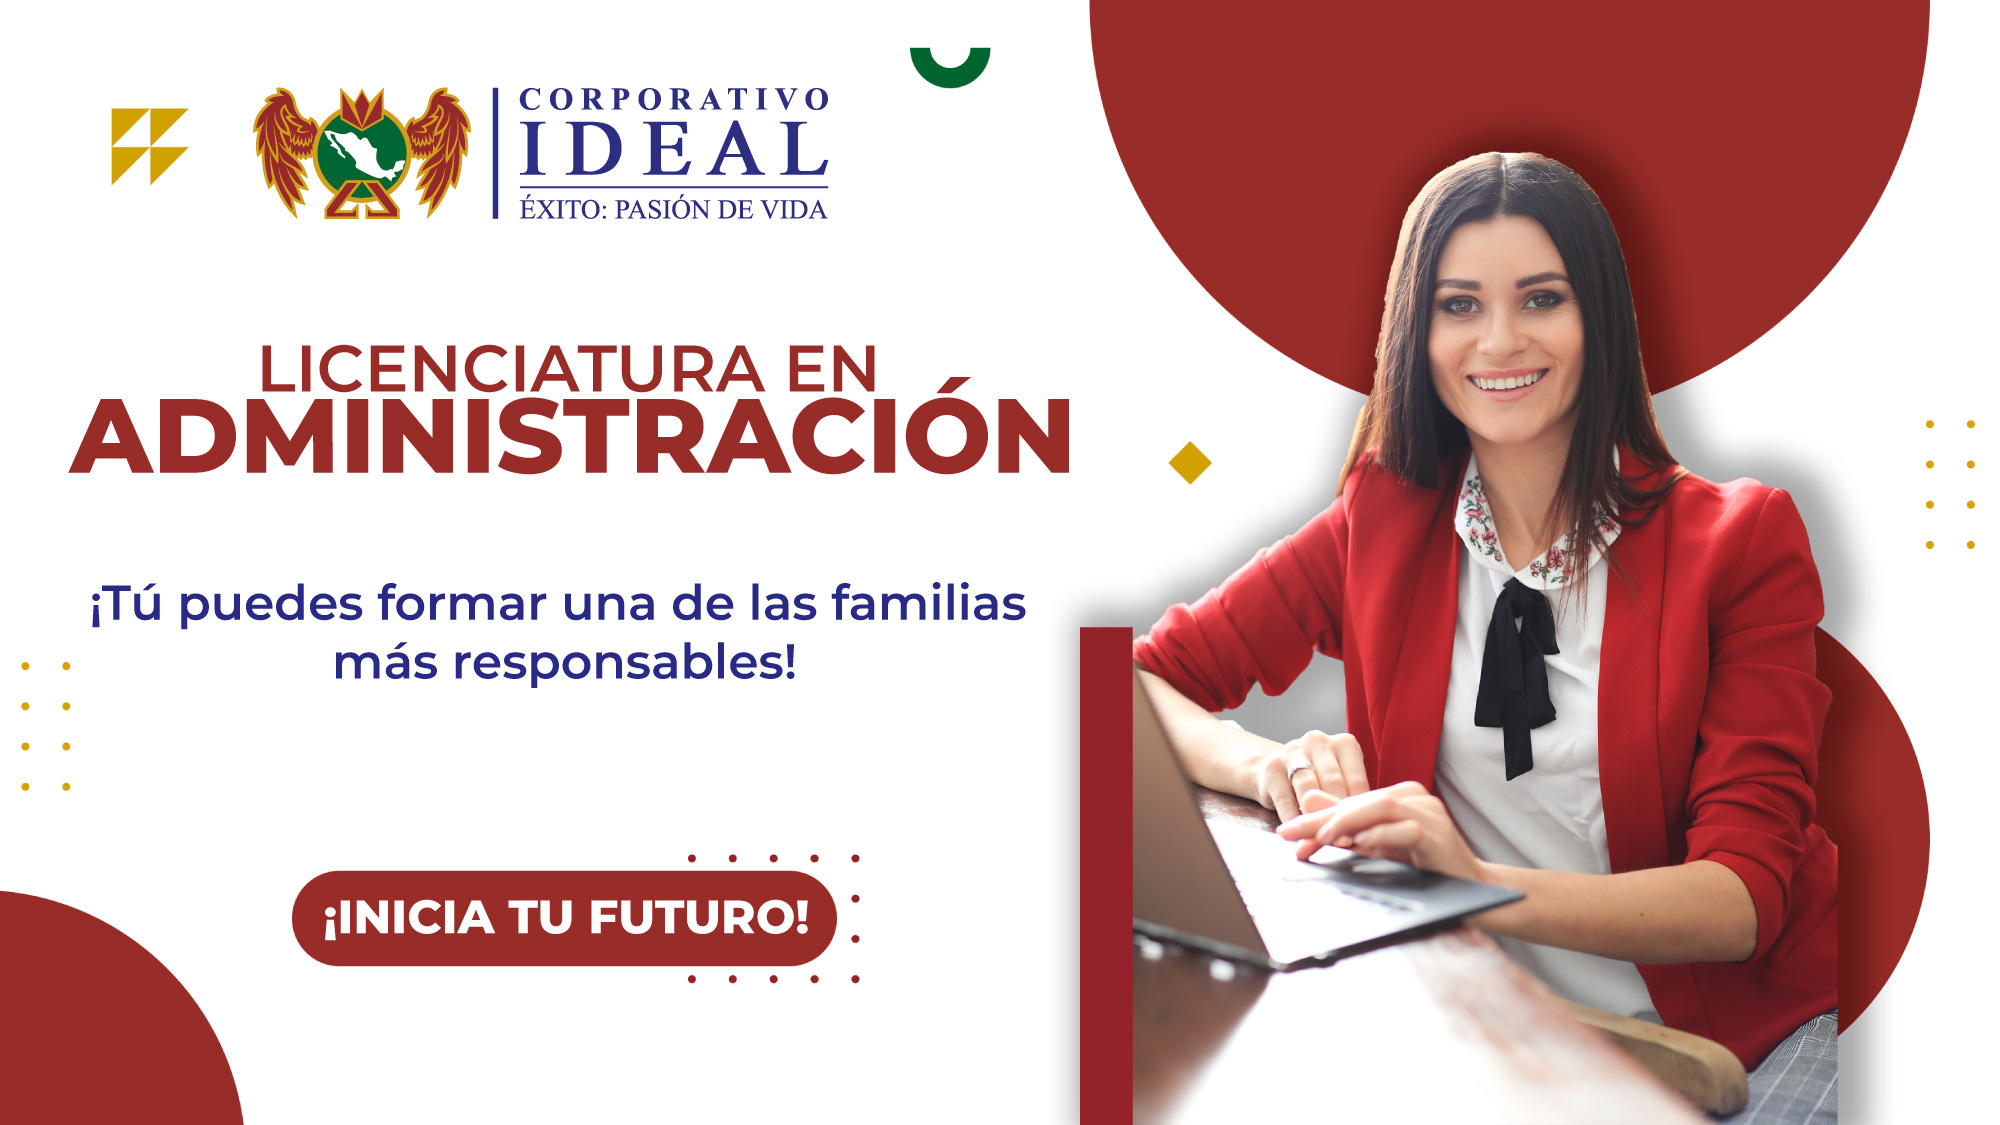 CORPORATIVO
IDEAL
ÉXITO: PASIÓN DE VIDA
LICENCIATURA EN
ADMINISTRACIÓN
¡Tú puedes formar una de las familias
más responsables!
¡INICIA TU FUTURO!